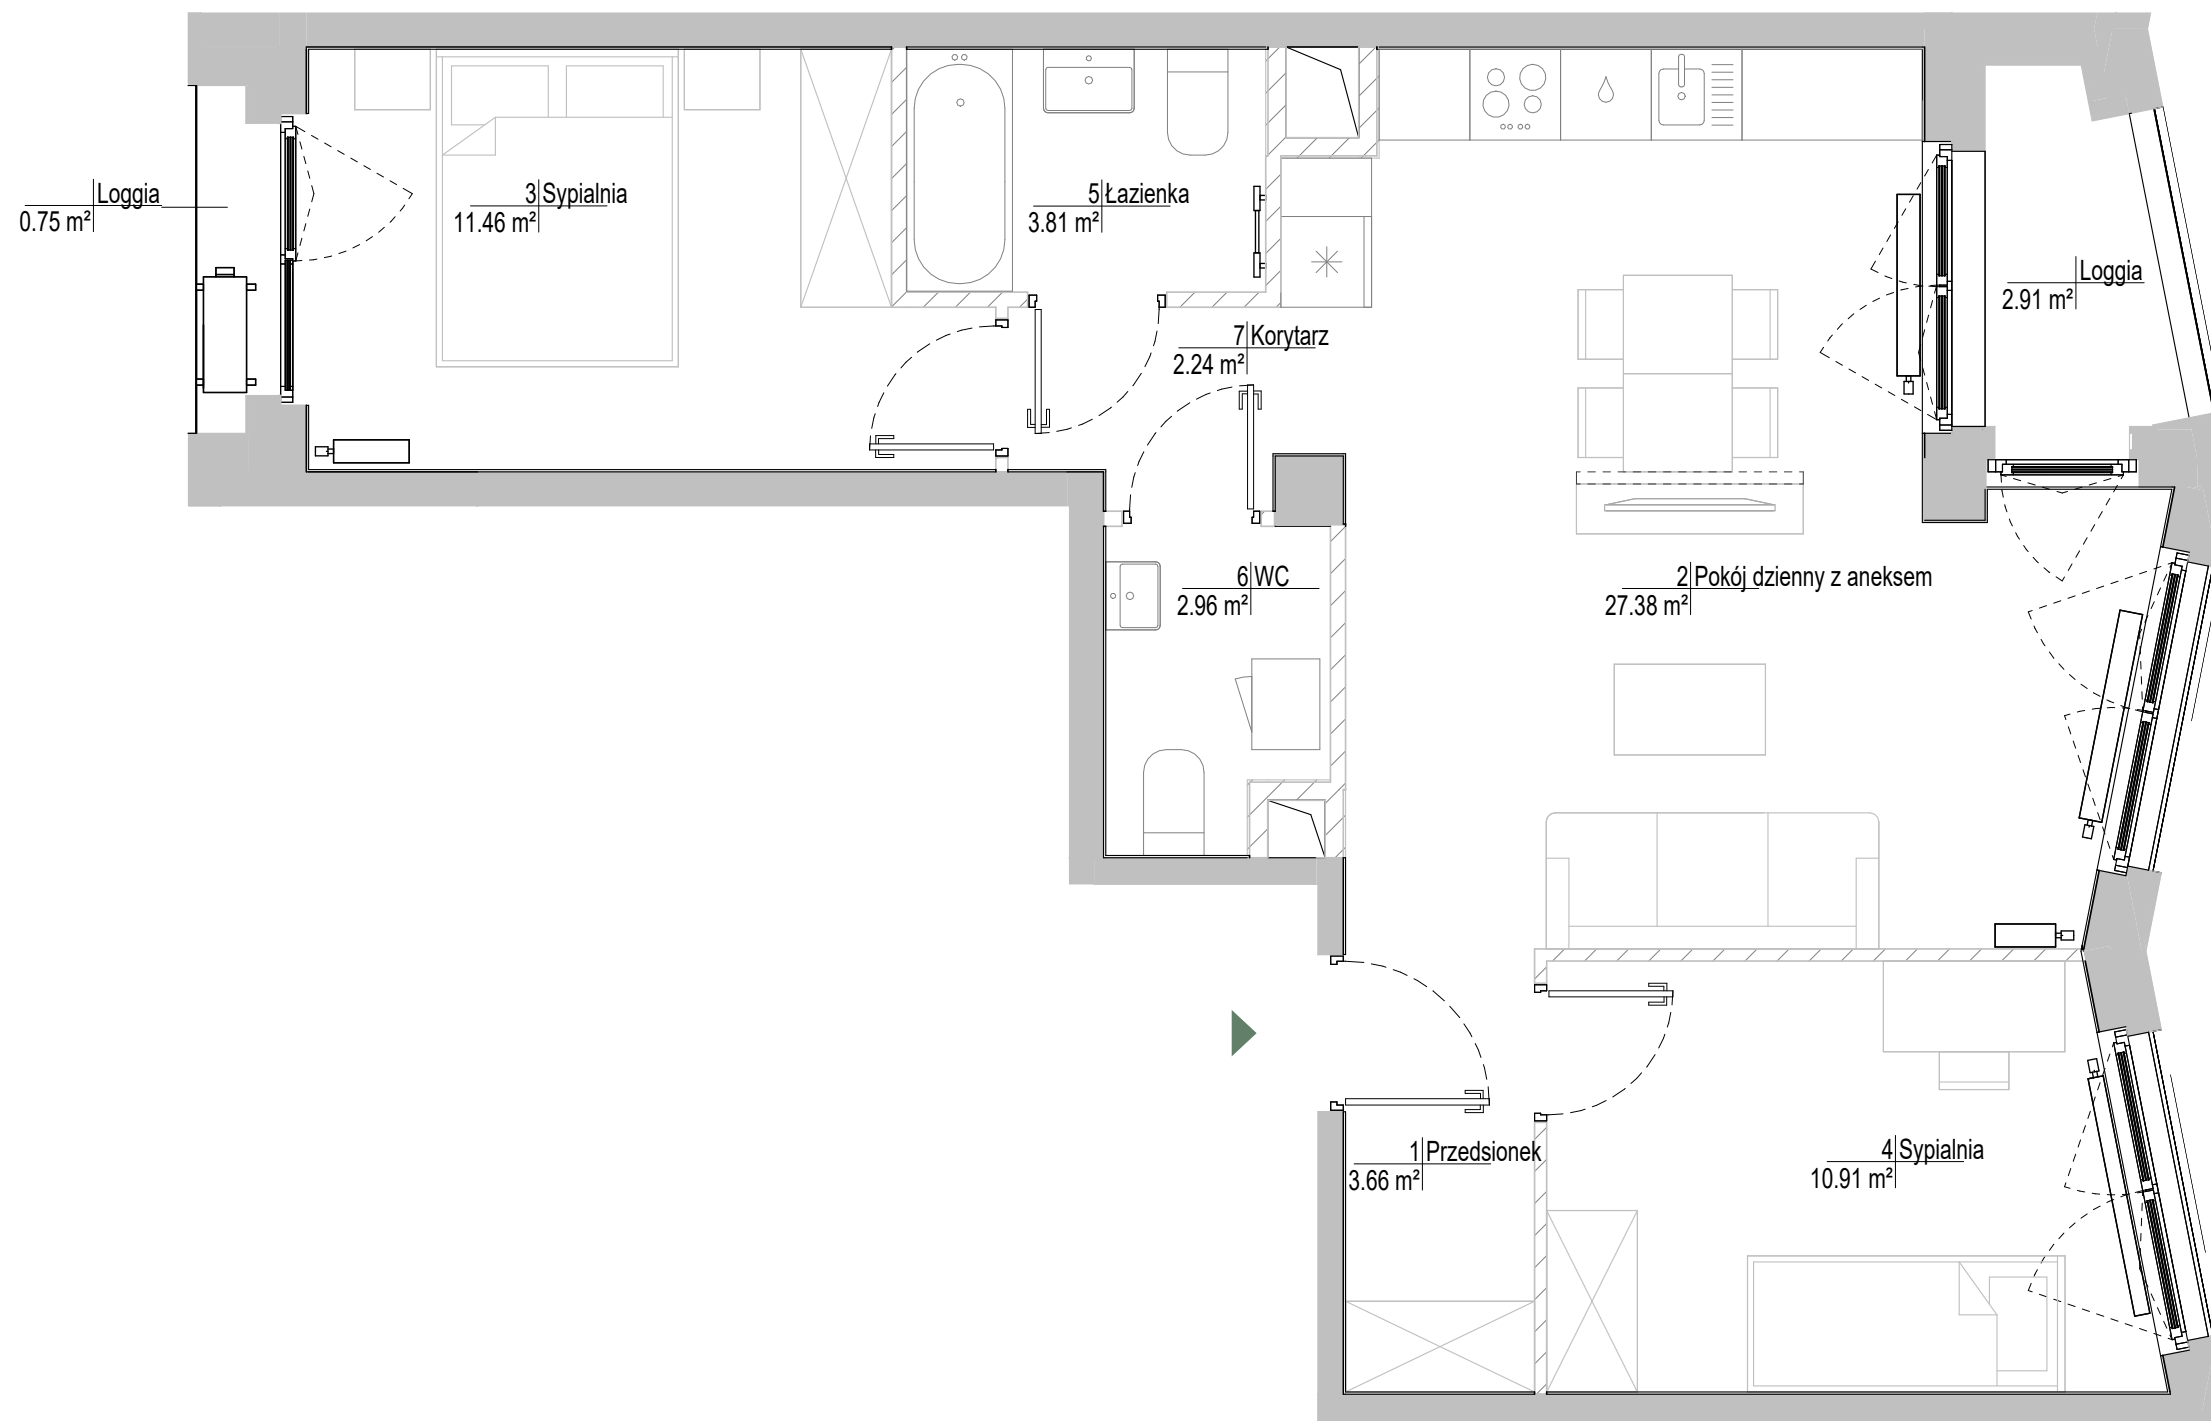 3 Sypialnia
11.46 m²
5 Łazienka
3.81 m²
Loggia
0.75 m²
Loggia
2.91 m²
7 Korytarz
2.24 m²
6 WC
2.96 m²
2 Pokój dzienny z aneksem
27.38 m²
1 Przedsionek
3.66 m²
4 Sypialnia
10.91 m²